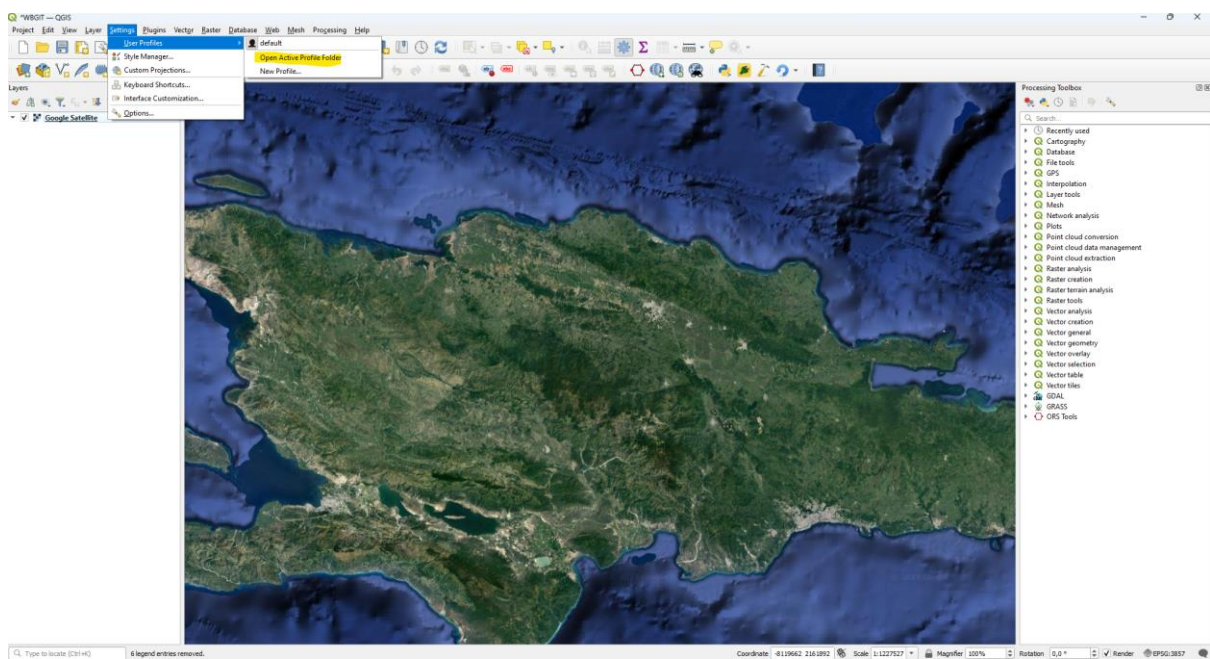 *WBGIT — QGIS
Project Edit View Layer Settings Plugins Vector Raster Database Web Mesh Processing Help
User Profiles
default
Style Manager...
Open Active Profile Folder
Custom Projections...
New Profile...
Keyboard Shortcuts...
Interface Customization...
Options...
Layers
Google Satellite
Processing Toolbox
Search...
Recently used
Cartography
Database
File tools
GPS
Interpolation
Layer tools
Mesh
Network analysis
Plots
Point cloud conversion
Point cloud data management
Point cloud extraction
Raster analysis
Raster creation
Raster terrain analysis
Raster tools
Vector analysis
Vector creation
Vector general
Vector geometry
Vector overlay
Vector selection
Vector table
Vector tiles
GDAL
GRASS
ORS Tools
Type to locate (Ctrl+K) 6 legend entries removed. Coordinate -8119662 2161892 Scale 1:1227527 Magnifier 100% Rotation 0,0 ° Render EPSG:3857